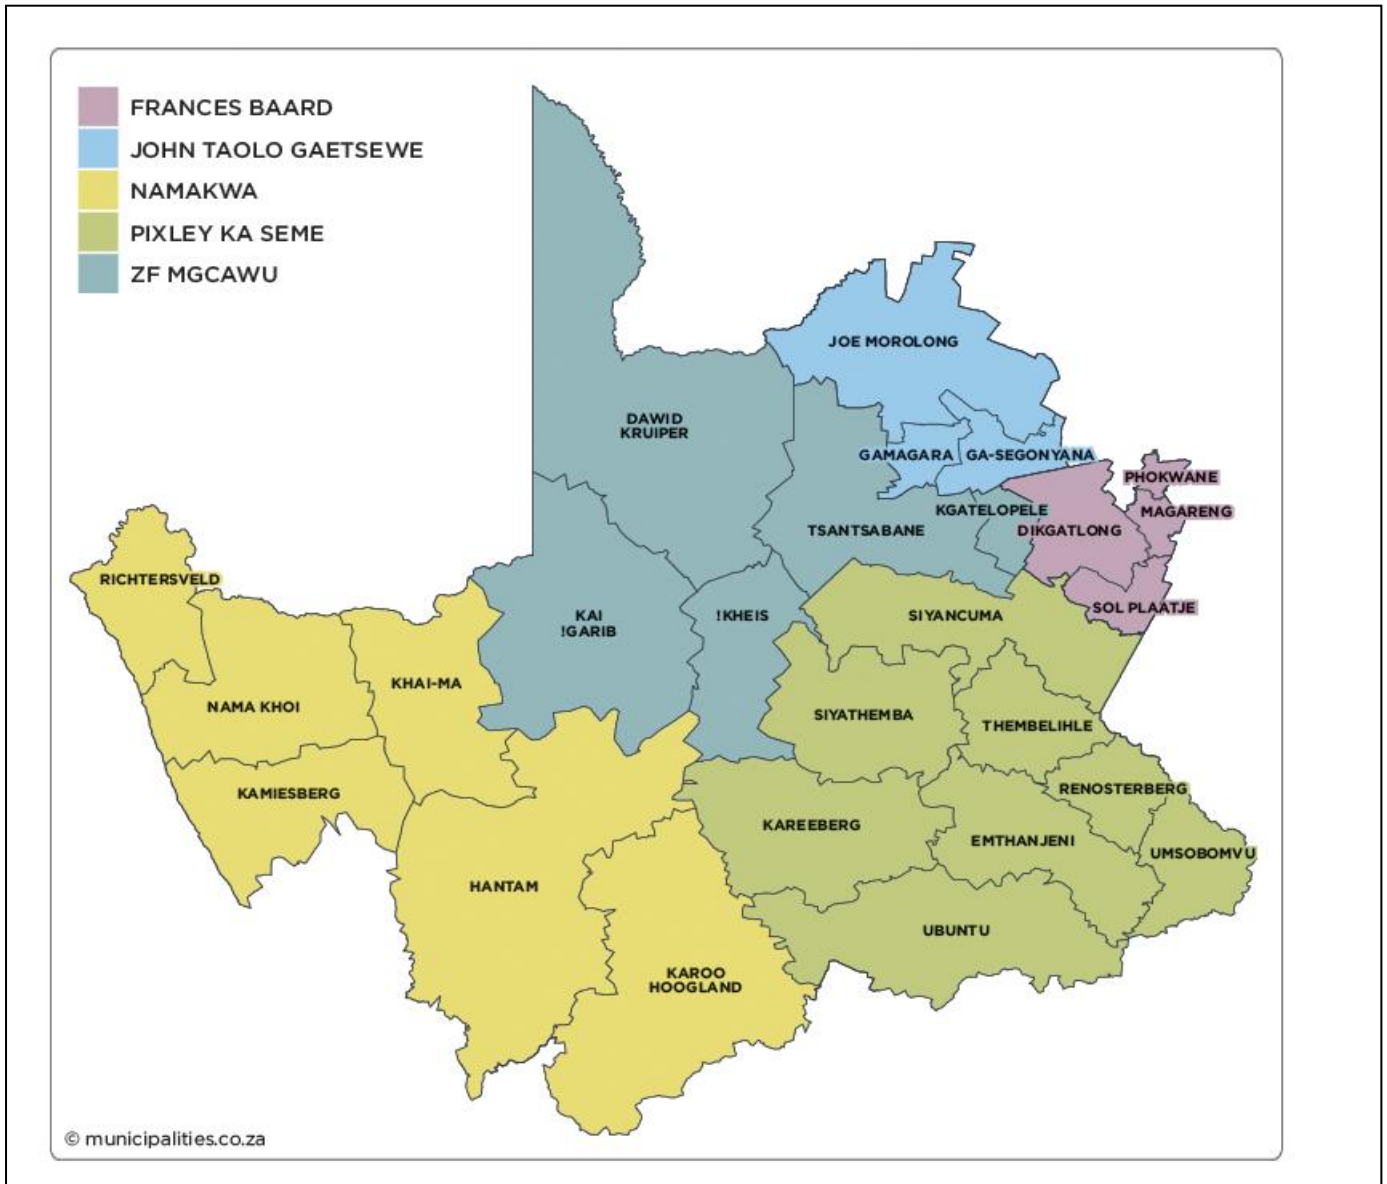 FRANCES BAARD
JOHN TAOLO GAETSEWE
NAMAKWA
PIXLEY KA SEME
ZF MGCAWU
JOE MOROLONG
DAWID
KRUIPER
GAMAGARA
GA-SEGONYANA
PHOKWANE
KGATELOPELE
MAGARENG
TSANTSABANE
DIKGATLONG
RICHTERSVELD
KAI
!GARIB
!KHEIS
SIYANCUMA
SOL PLAATJE
KHAI-MA
NAMA KHOI
SIYATHEMBA
THEMBELIHLE
KAMIESBERG
RENOSTERBERG
KAREEBERG
EMTHANJENI
UMSOBOMVU
HANTAM
UBUNTU
KAROO
HOOGLAND
© municipalities.co.za